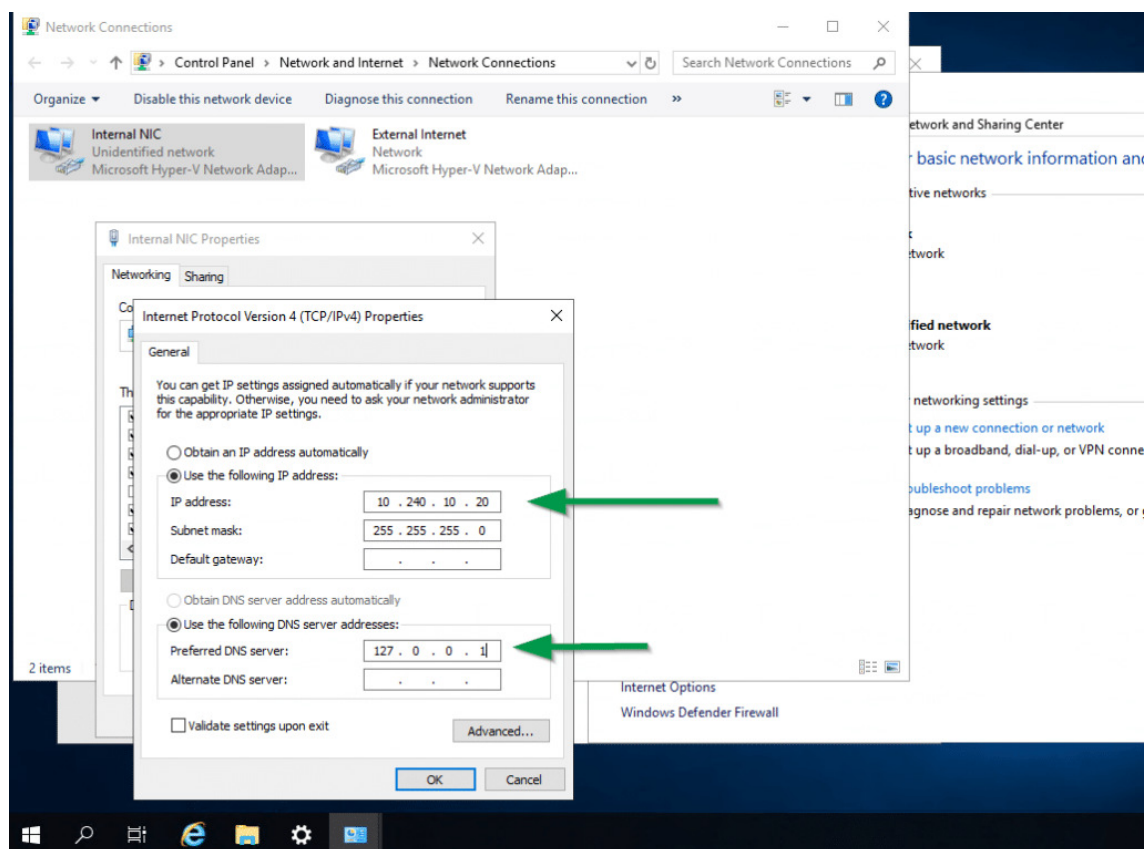 Network Connections
Control Panel > Network and Internet > Network Connections
Search Network Connections
Organize
Disable this network device
Diagnose this connection
Rename this connection
»
Internal NIC
Unidentified network
Microsoft Hyper-V Network Adap...
External Internet
Network
Microsoft Hyper-V Network Adap...
Internal NIC Properties
Networking
Sharing
Co
Th
Internet Protocol Version 4 (TCP/IPv4) Properties
General
You can get IP settings assigned automatically if your network supports
this capability. Otherwise, you need to ask your network administrator
for the appropriate IP settings.
Obtain an IP address automatically
Use the following IP address:
IP address: 10 . 240 . 10 . 20
Subnet mask: 255 . 255 . 255 . 0
Default gateway: . . .
Obtain DNS server address automatically
Use the following DNS server addresses:
Preferred DNS server: 127 . 0 . 0 . 1
Alternate DNS server: . . .
Validate settings upon exit
Advanced...
OK
Cancel
2 items
etwork and Sharing Center
basic network information and
tive networks
twork
fied network
twork
networking settings
t up a new connection or network
t up a broadband, dial-up, or VPN conne
oubleshoot problems
agnose and repair network problems, or
Internet Options
Windows Defender Firewall